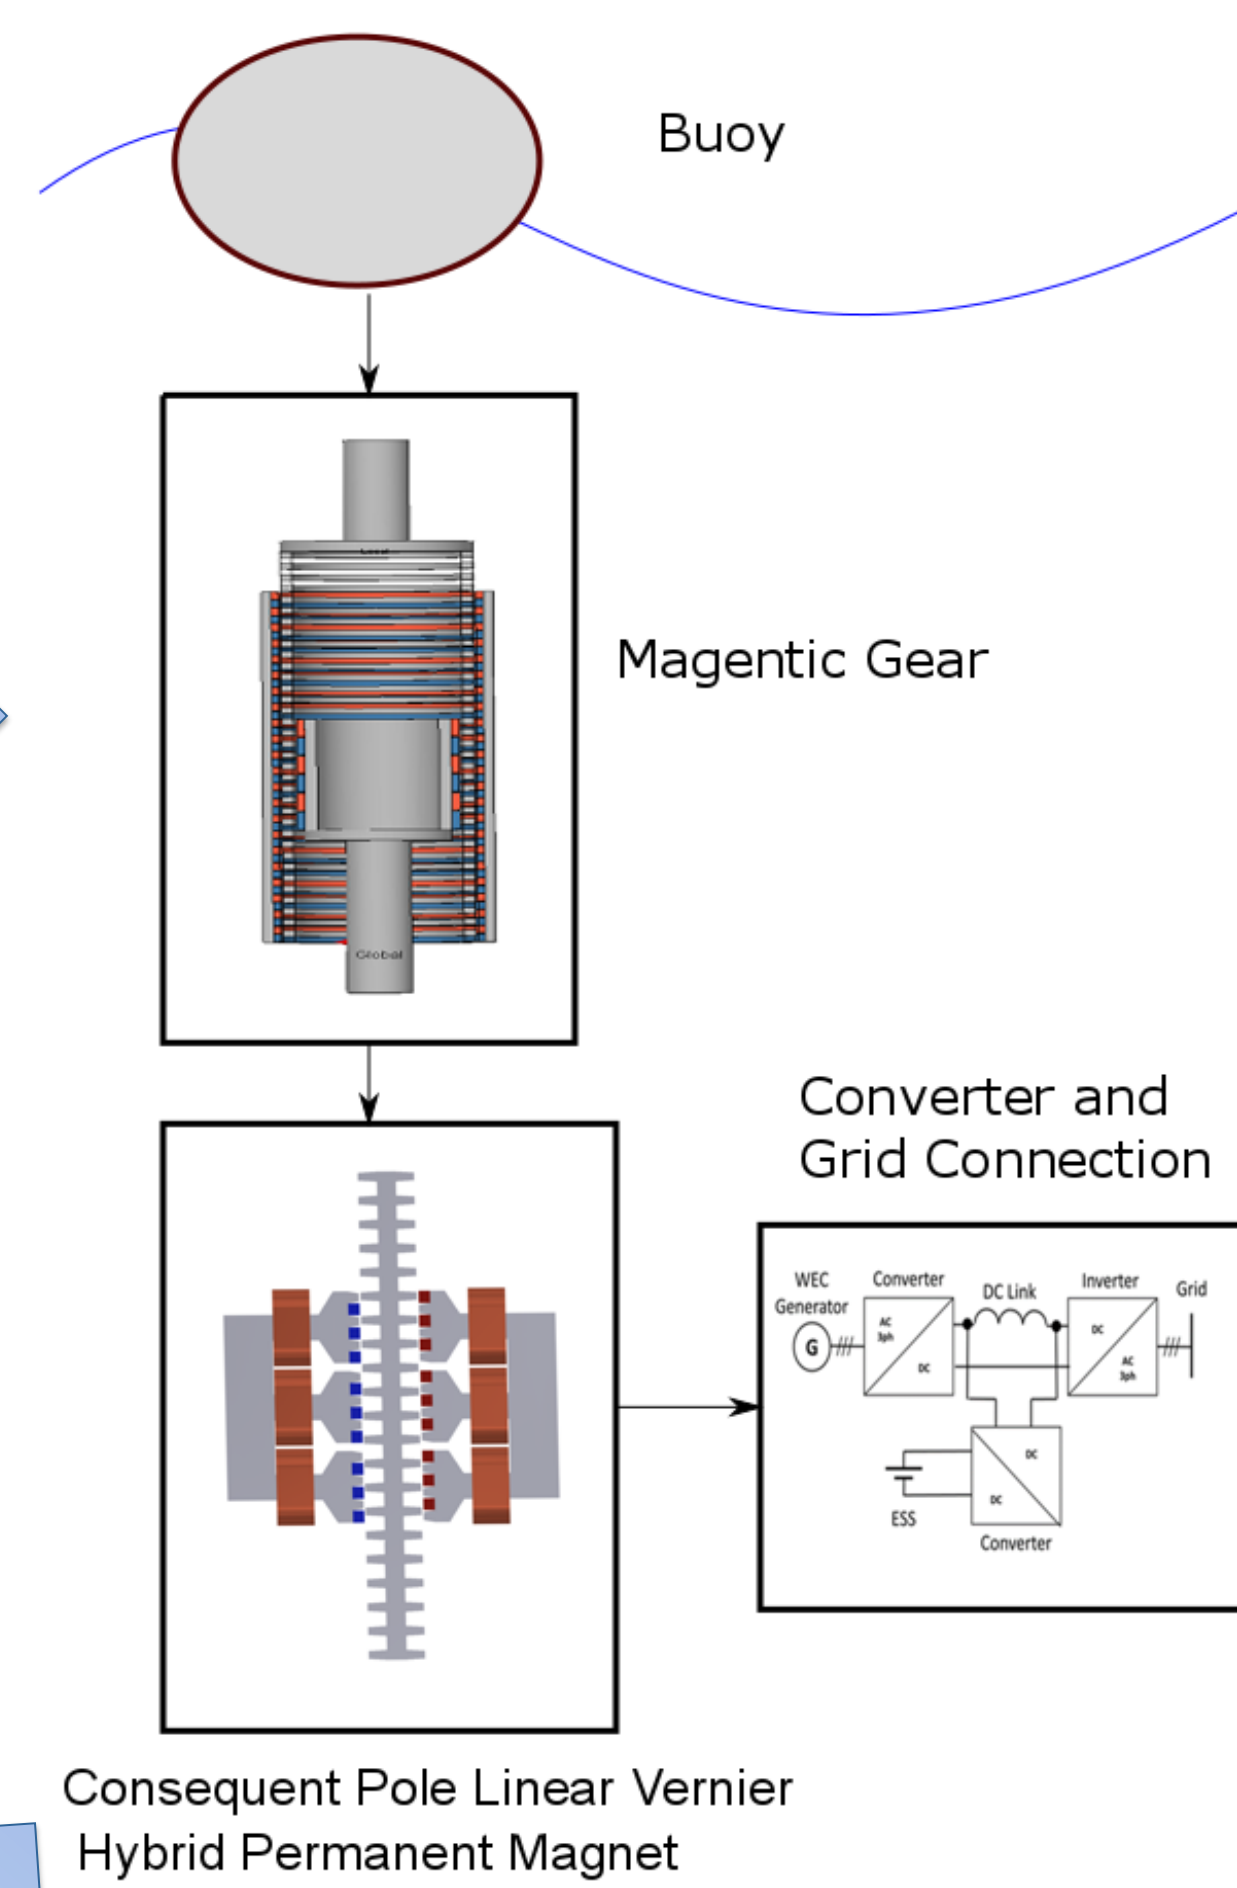 Buoy
Local
Magentic Gear
Global
Converter and
Grid Connection
WEC
Generator
Converter
DC Link
Inverter
Grid
G
AC
3ph
DC
DC
AC
3ph
DC
DC
ESS
Converter
Consequent Pole Linear Vernier
Hybrid Permanent Magnet